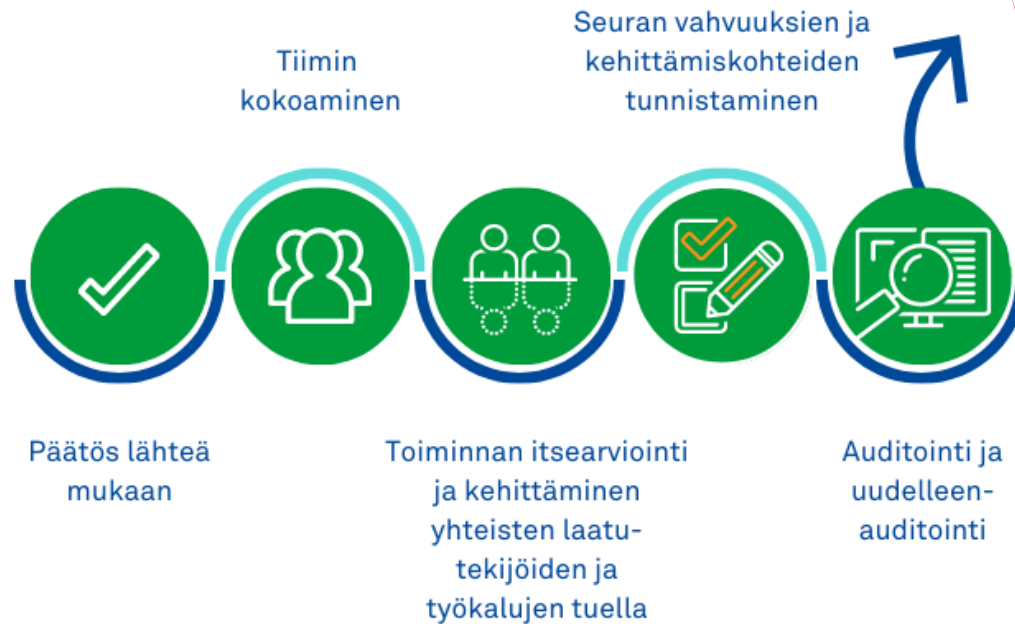 Päätös lähteä
mukaan
Tiimin
kokoaminen
Toiminnan itsearviointi
ja kehittäminen
yhteisten laatu-
tekijöiden ja
työkalujen tuella
Seuran vahvuuksien ja
kehittämiskohteiden
tunnistaminen
Auditointi ja
uudelleen-
auditointi